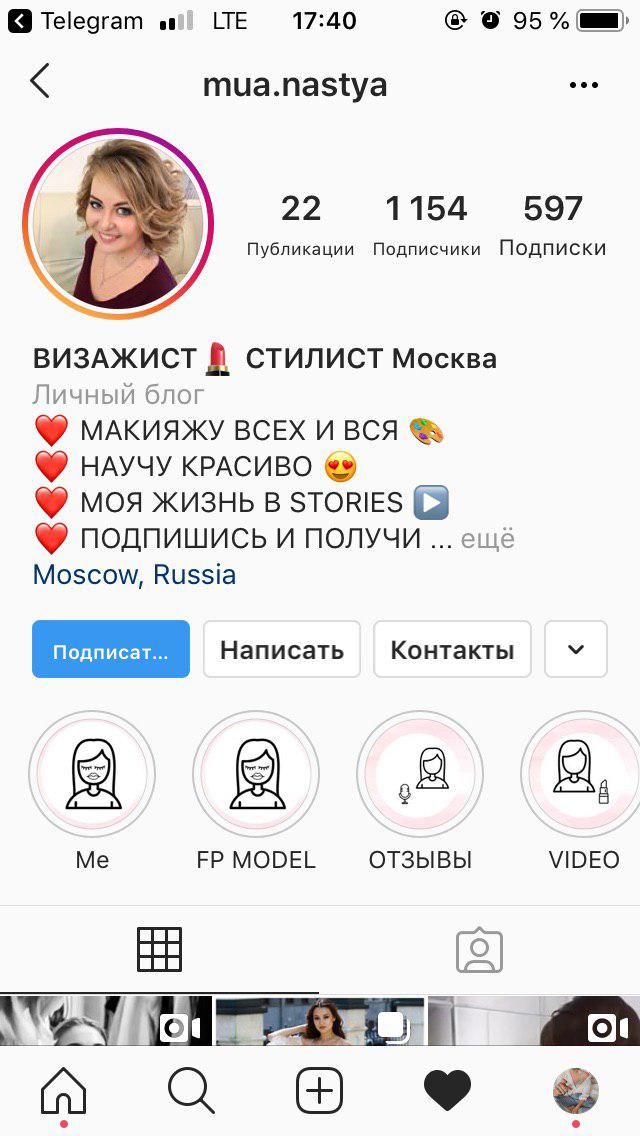 Telegram LTE 17:40 95 %
mua.nastya
22 1 154 597
Публикации Подписчики Подписки
ВИЗАЖИСТ💄 СТИЛИСТ Москва
Личный блог
❤️ МАКИЯЖУ ВСЕХ И ВСЯ 🎨
❤️ НАУЧУ КРАСИВО 😍
❤️ МОЯ ЖИЗНЬ В STORIES ▶️
❤️ ПОДПИШИСЬ И ПОЛУЧИ ... ещё
Moscow, Russia
Подписат... Написать Контакты
Me FP MODEL ОТЗЫВЫ VIDEO